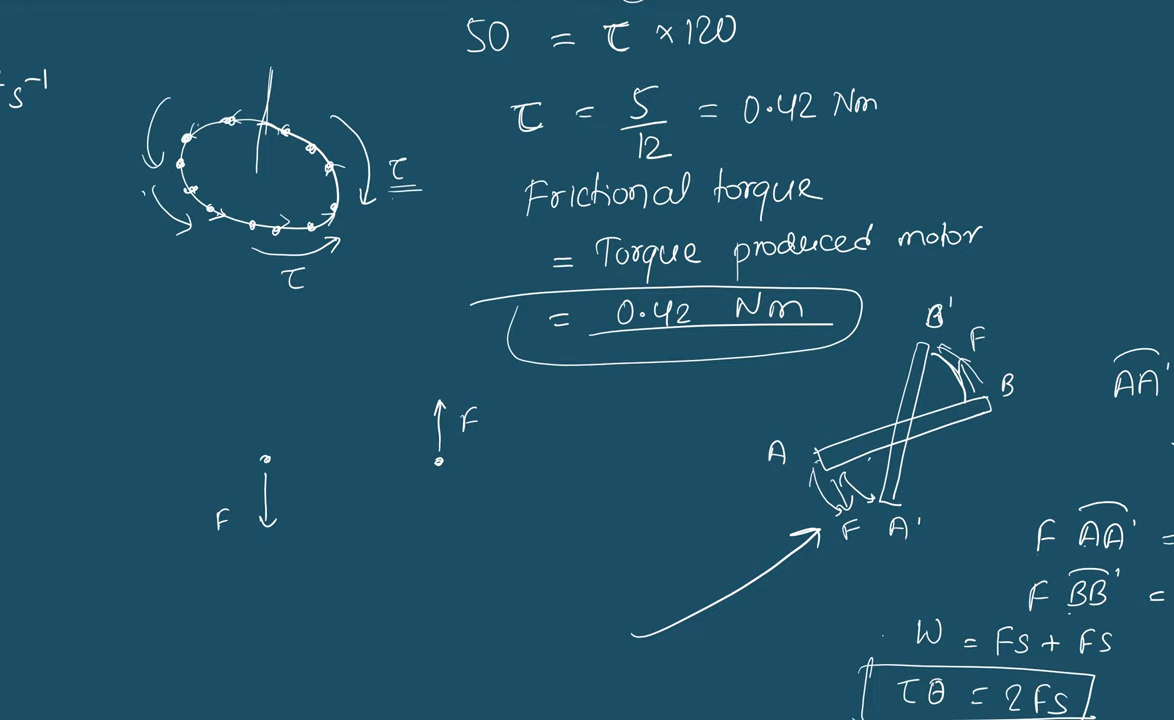 50 = τ × 120
s⁻¹
τ = 5/12 = 0.42 Nm
τ
Frictional torque
= Torque produced motor
τ
= 0.42 Nm
B' F
AA'
B
A
F
F
F A'
F AA' =
F BB' =
W = Fs + Fs
τθ = 2Fs